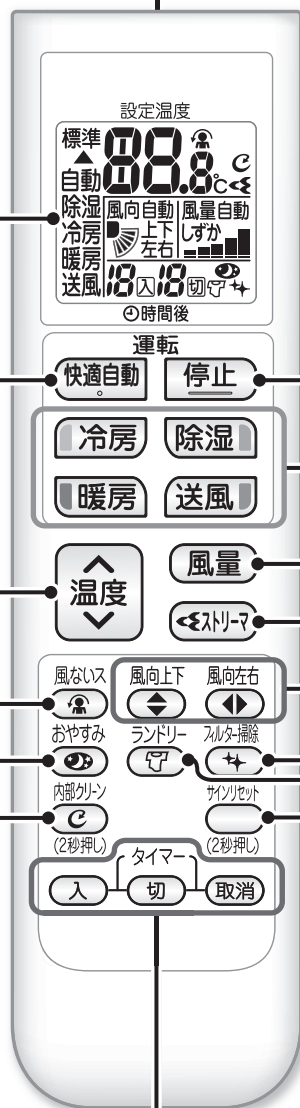 設定温度
標準 88.8℃
自動
除湿 風向自動 風量自動
冷房 上下 しずか
暖房 左右
送風 18入 18切
時間後
運転
快適自動 停止
冷房 除湿
暖房 送風
温度 風量
ストリーマ
風ないス 風向上下 風向左右
おやすみ ランドリー フィルター掃除
内部クリーン サインリセット
(2秒押し) (2秒押し)
タイマー
入 切 取消